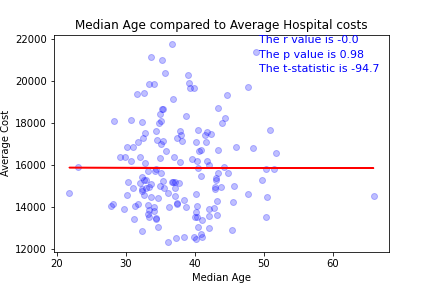 Median Age compared to Average Hospital costs
The r value is -0.0
The p value is 0.98
The t-statistic is -94.7
22000
20000
18000
16000
14000
12000
Average Cost
20
30
40
50
60
Median Age